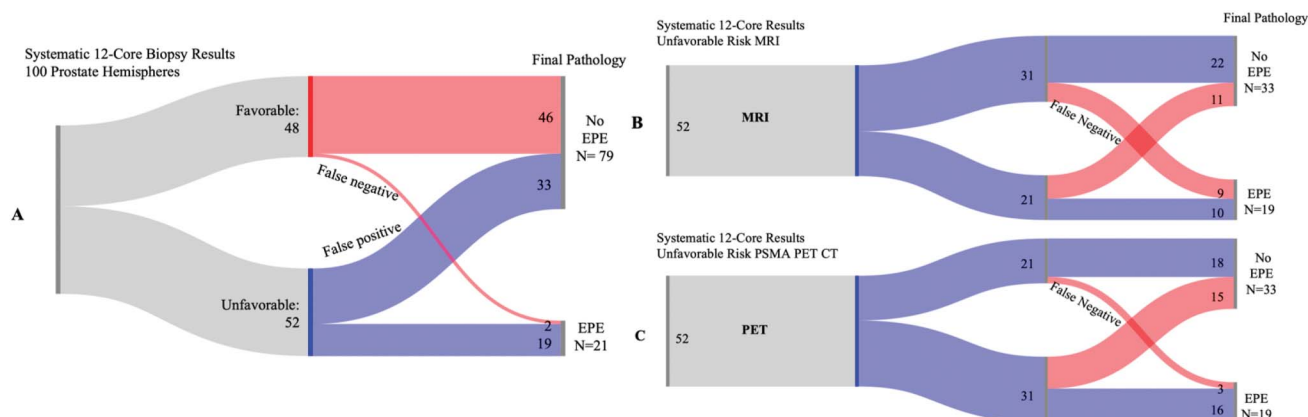 Systematic 12-Core Biopsy Results
100 Prostate Hemispheres
Final Pathology
Favorable:
48
46
No
EPE
N= 79
False negative
33
A
False positive
Unfavorable:
52
2
19
EPE
N=21
Systematic 12-Core Results
Unfavorable Risk MRI
Final Pathology
B
52
MRI
31
22
No
EPE
N=33
11
False Negative
21
9
10
EPE
N=19
Systematic 12-Core Results
Unfavorable Risk PSMA PET CT
C
52
PET
21
18
No
EPE
N=33
15
False Negative
31
3
16
EPE
N=19